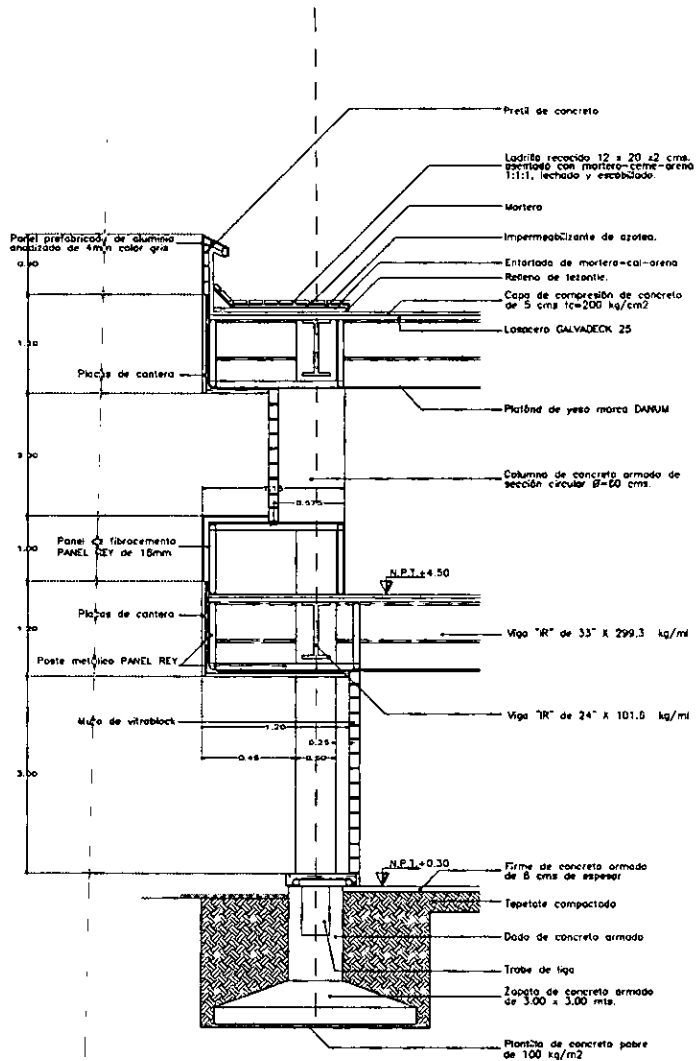 Pretil de concreto
Ladrillo recocido 12 x 20 x2 cms.
asentado con mortero-ceme-arena
1:1:1, lechado y escobillado.
Mortero
Impermeabilizante de azotea.
Entortado de mortero-cal-arena
Relleno de tezontle.
Capa de compresión de concreto
de 5 cms fc=200 kg/cm2
Losacero GALVADECK 25
Panel prefabricado de aluminio
anodizado de 4mm color gris
Placas de cantera
Plafond de yeso marca DANUM
Columna de concreto armado de
sección circular Ø=60 cms.
1.15
0.575
Panel de fibrocemento
PANEL REY de 16mm
1.00
N.P.T.+4.50
Placas de cantera
1.20
Viga "IR" de 33" X 299.3 kg/ml
Poste metálico PANEL REY
Viga "IR" de 24" X 101.6 kg/ml
Muro de vitrablock
1.20
0.25
0.45
3.00
N.P.T.+0.30
Firme de concreto armado
de 8 cms de espesor
Tepetate compactado
Dado de concreto armado
Trabe de liga
Zapata de concreto armado
de 3.00 x 3.00 mts.
Plantilla de concreto pobre
de 100 kg/m2